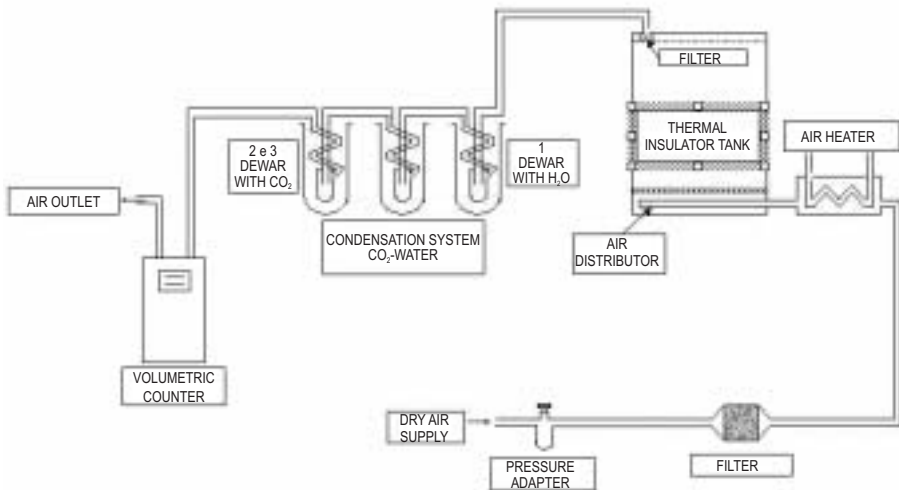 FILTER
THERMAL
INSULATOR TANK
AIR HEATER
2 e 3
DEWAR
WITH CO₂
1
DEWAR
WITH H₂O
AIR OUTLET
CONDENSATION SYSTEM
CO₂-WATER
AIR
DISTRIBUTOR
VOLUMETRIC
COUNTER
DRY AIR
SUPPLY
PRESSURE
ADAPTER
FILTER